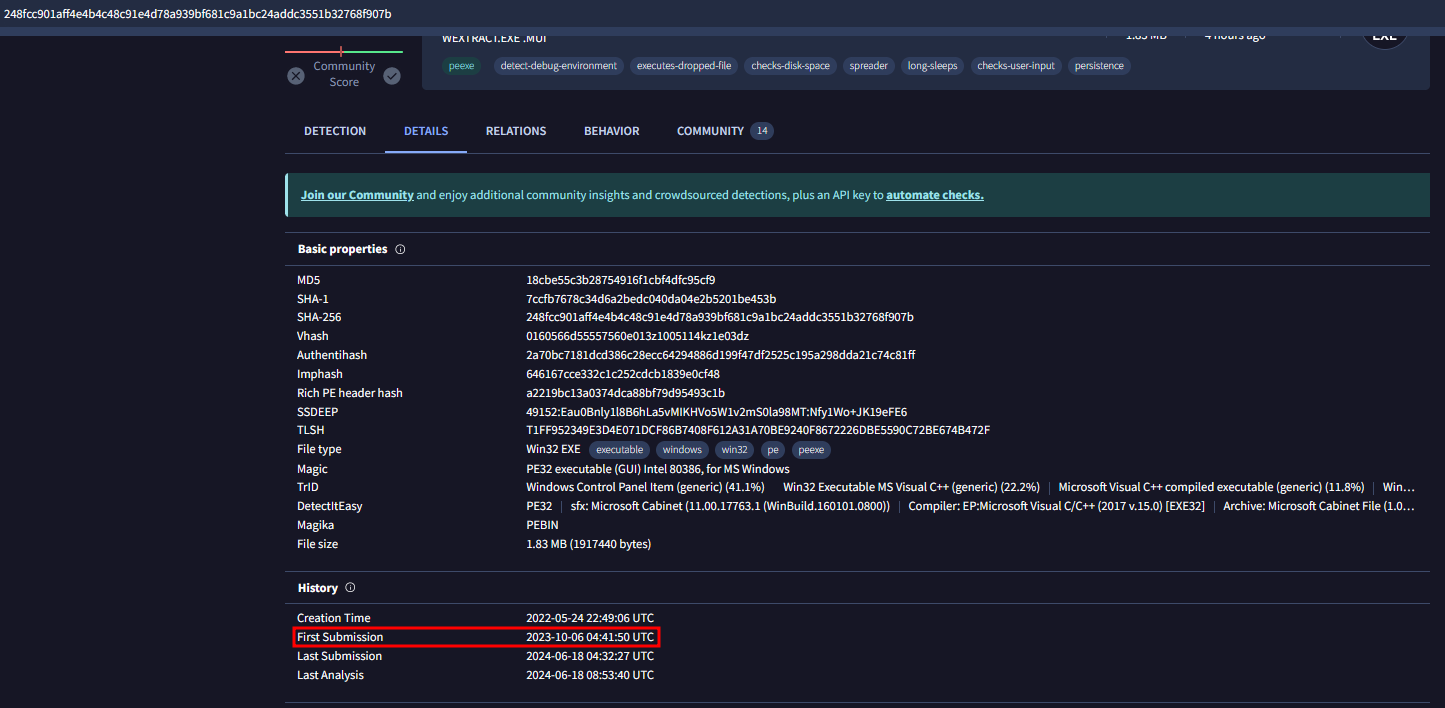 248fcc901aff4e4b4c48c91e4d78a939bf681c9a1bc24addc3551b32768f907b
WEXTRACT.EXE .MUI 1.83 MB 4 hours ago EXE
Community Score
peexe detect-debug-environment executes-dropped-file checks-disk-space spreader long-sleeps checks-user-input persistence
DETECTION DETAILS RELATIONS BEHAVIOR COMMUNITY 14
Join our Community and enjoy additional community insights and crowdsourced detections, plus an API key to automate checks.
Basic properties
MD5 18cbe55c3b28754916f1cbf4dfc95cf9
SHA-1 7ccfb7678c34d6a2bedc040da04e2b5201be453b
SHA-256 248fcc901aff4e4b4c48c91e4d78a939bf681c9a1bc24addc3551b32768f907b
Vhash 0160566d55557560e013z1005114kz1e03dz
Authentihash 2a70bc7181dcd386c28ecc64294886d199f47df2525c195a298dda21c74c81ff
Imphash 646167cce332c1c252cdcb1839e0cf48
Rich PE header hash a2219bc13a0374dca88bf79d95493c1b
SSDEEP 49152:Eau0Bnly1l8B6hLa5vMIKHVo5W1v2mS0la98MT:Nfy1Wo+JK19eFE6
TLSH T1FF952349E3D4E071DCF86B7408F612A31A70BE9240F8672226DBE5590C72BE674B472F
File type Win32 EXE executable windows win32 pe peexe
Magic PE32 executable (GUI) Intel 80386, for MS Windows
TrID Windows Control Panel Item (generic) (41.1%) Win32 Executable MS Visual C++ (generic) (22.2%) Microsoft Visual C++ compiled executable (generic) (11.8%) Win...
DetectItEasy PE32 sfx: Microsoft Cabinet (11.00.17763.1 (WinBuild.160101.0800)) Compiler: EP:Microsoft Visual C/C++ (2017 v.15.0) [EXE32] Archive: Microsoft Cabinet File (1.0...
Magika PEBIN
File size 1.83 MB (1917440 bytes)
History
Creation Time 2022-05-24 22:49:06 UTC
First Submission 2023-10-06 04:41:50 UTC
Last Submission 2024-06-18 04:32:27 UTC
Last Analysis 2024-06-18 08:53:40 UTC